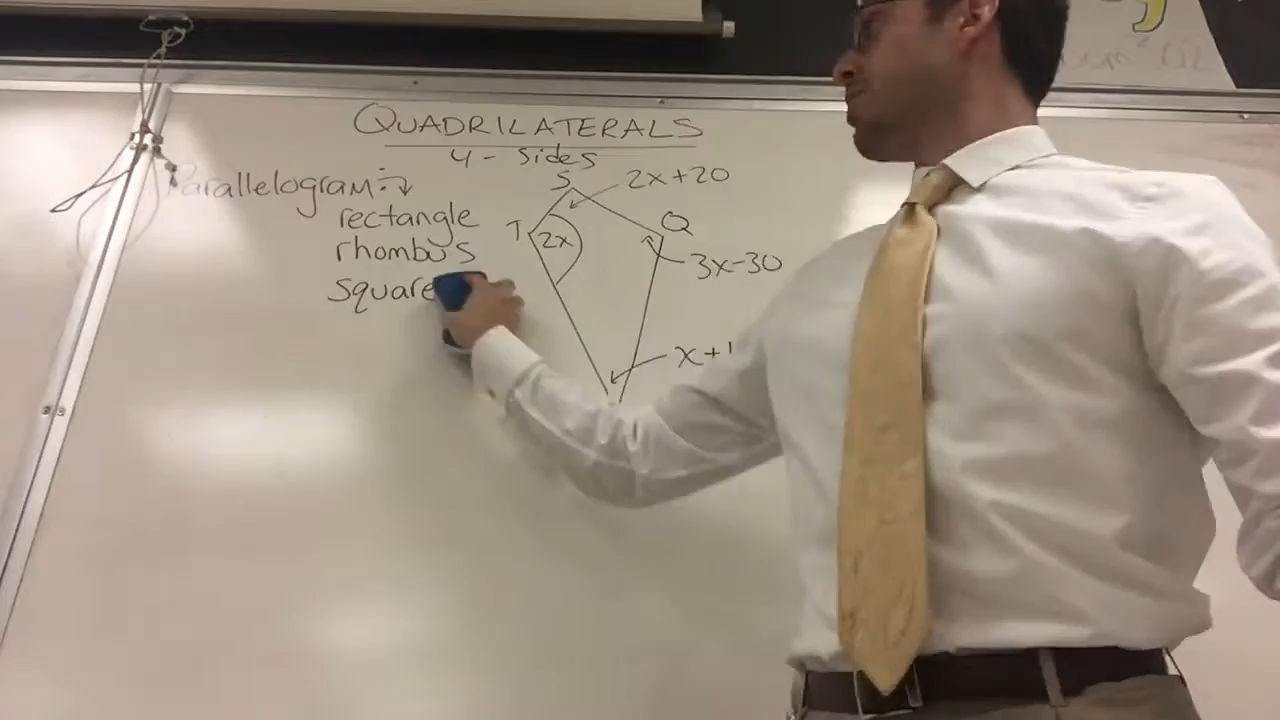 QUADRILATERALS
4 - sides
Parallelogram:
rectangle
rhombus
square
S
2x+20
T
2x
Q
3x-30
x+1